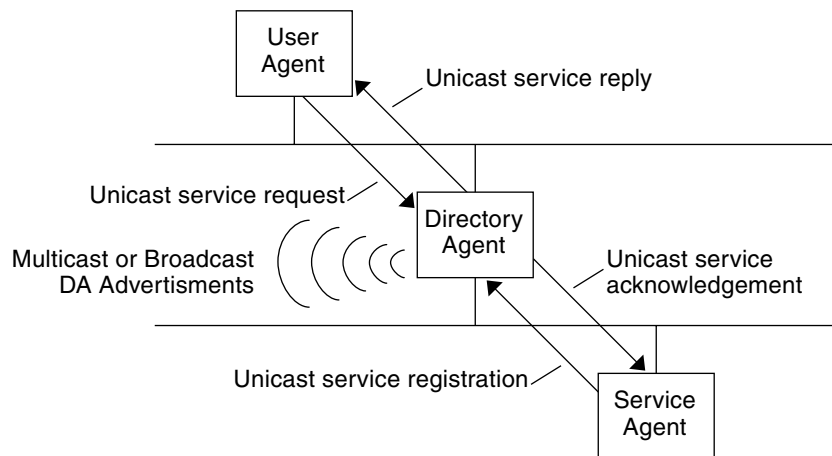 User
Agent
Unicast service reply
Unicast service request
Directory
Agent
Multicast or Broadcast
DA Advertisments
Unicast service
acknowledgement
Unicast service registration
Service
Agent